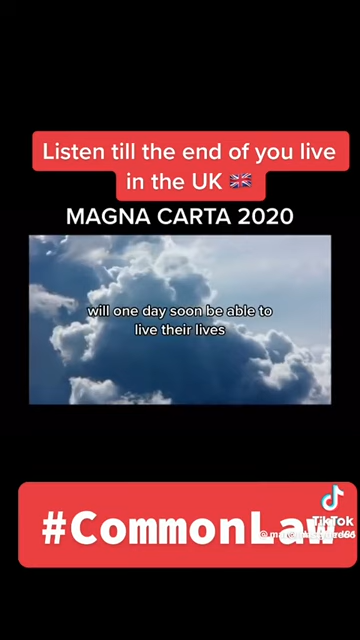 Listen till the end of you live
in the UK 🇬🇧
MAGNA CARTA 2020
will one day soon be able to
live their lives
#CommonLaw
TikTok